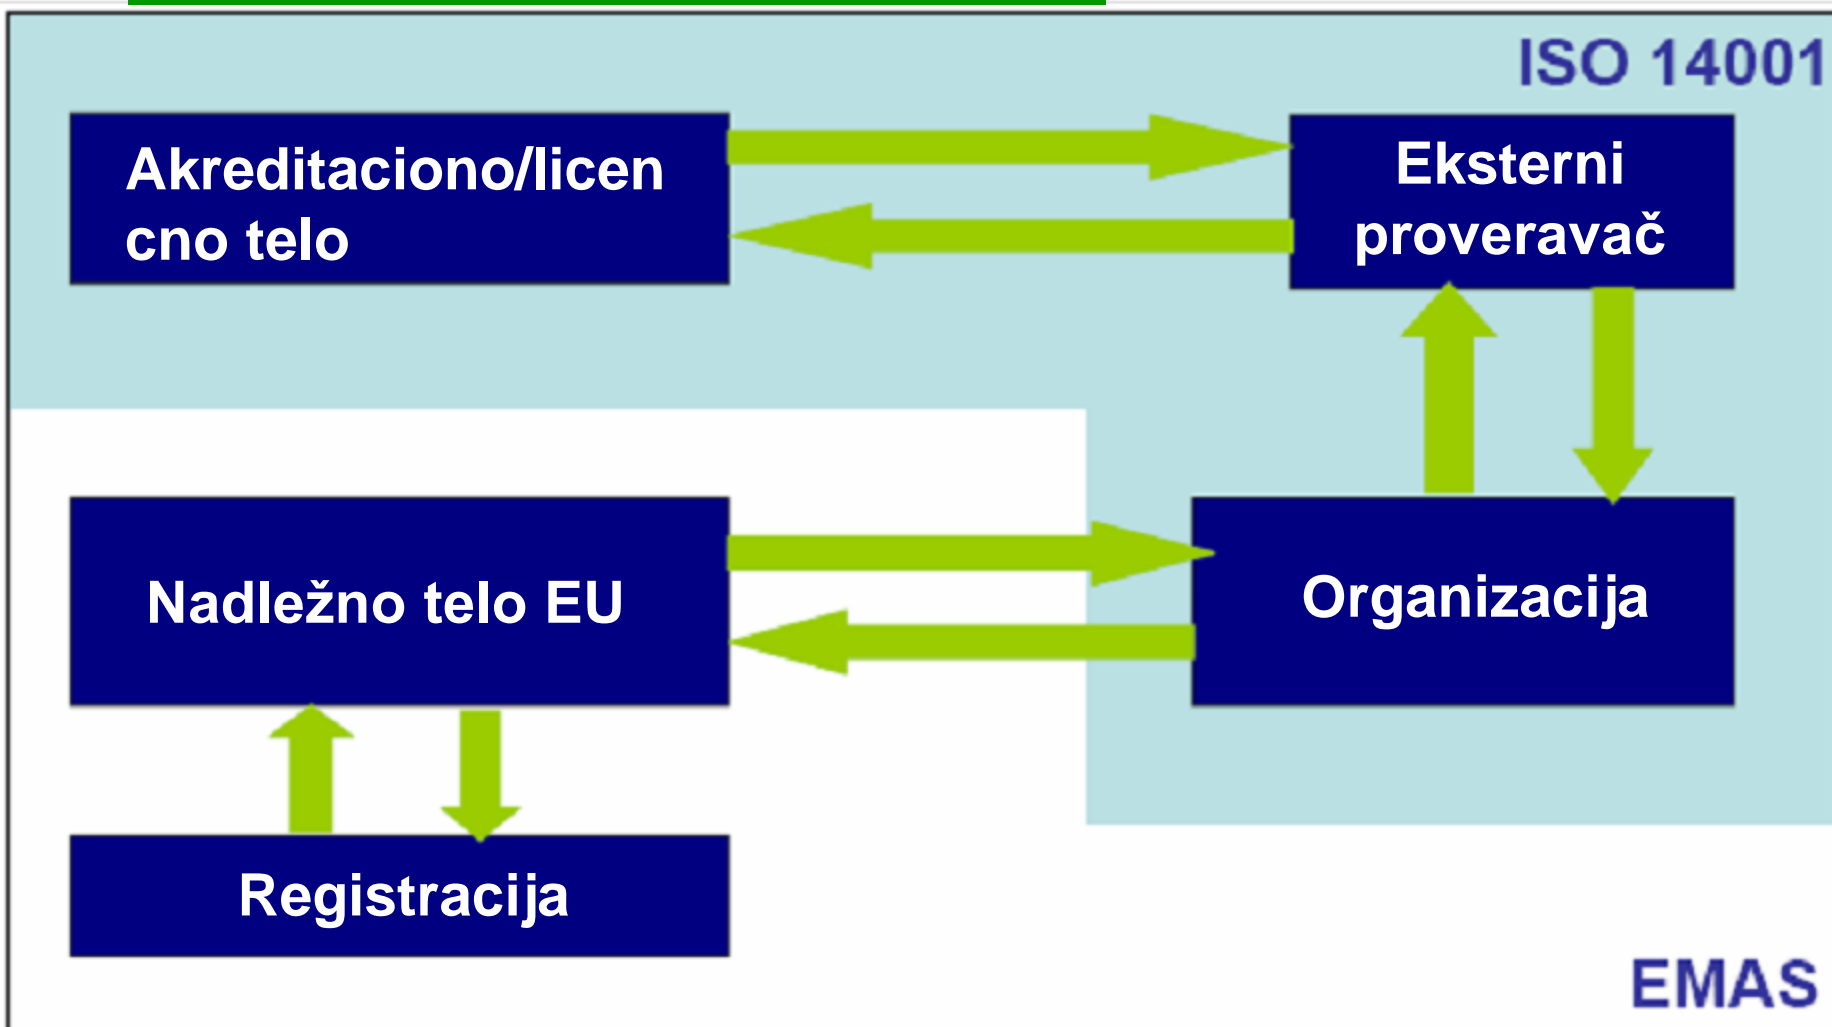 ISO 14001
Akreditaciono/licen
cno telo
Eksterni
proveravač
Nadležno telo EU
Organizacija
Registracija
EMAS